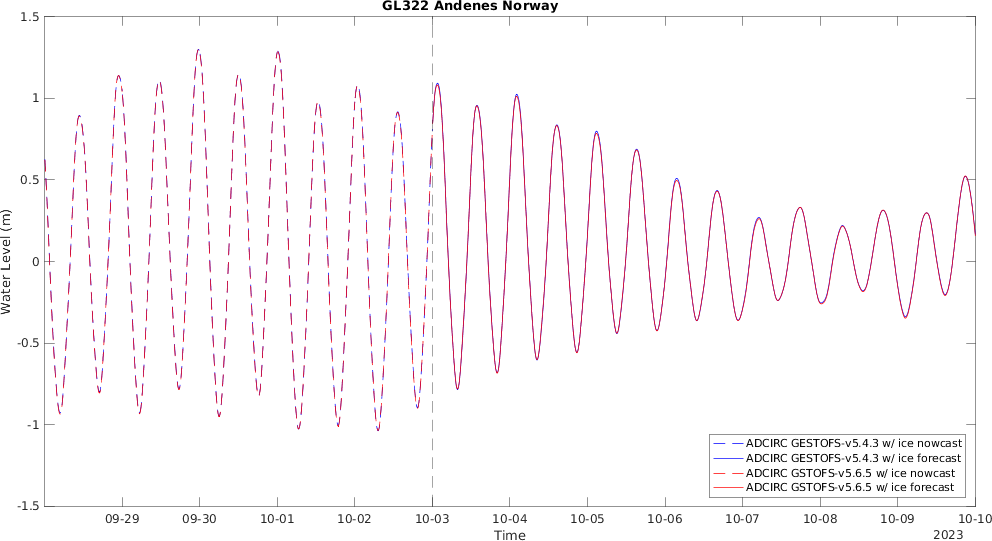 GL322 Andenes Norway
1.5
1
0.5
0
-0.5
-1
-1.5
Water Level (m)
ADCIRC GESTOFS-v5.4.3 w/ ice nowcast
ADCIRC GESTOFS-v5.4.3 w/ ice forecast
ADCIRC GSTOFS-v5.6.5 w/ ice nowcast
ADCIRC GSTOFS-v5.6.5 w/ ice forecast
09-29 09-30 10-01 10-02 10-03 10-04 10-05 10-06 10-07 10-08 10-09 10-10
Time
2023